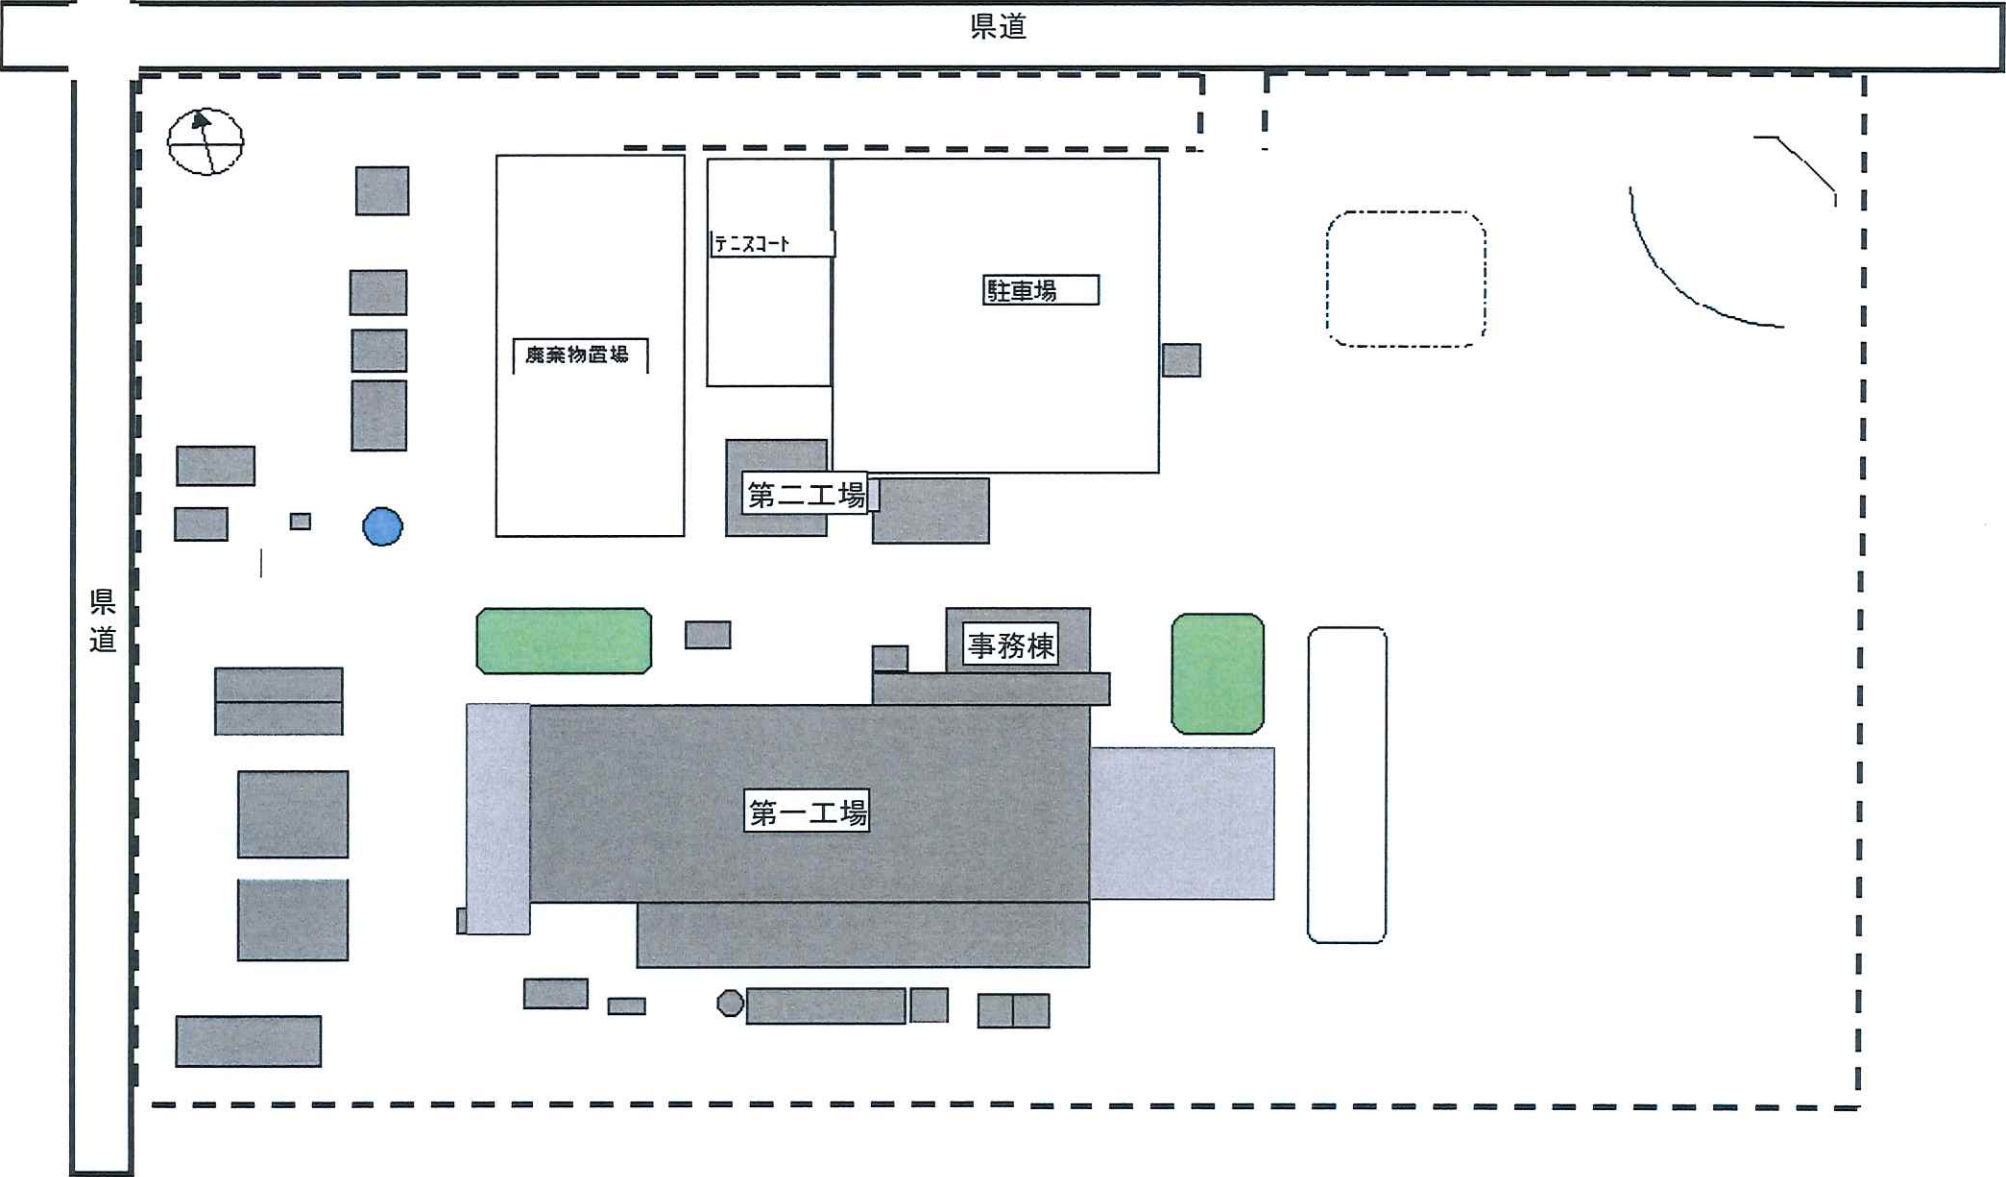 県道
テニスコート
駐車場
廃棄物置場
第二工場
県道
事務棟
第一工場